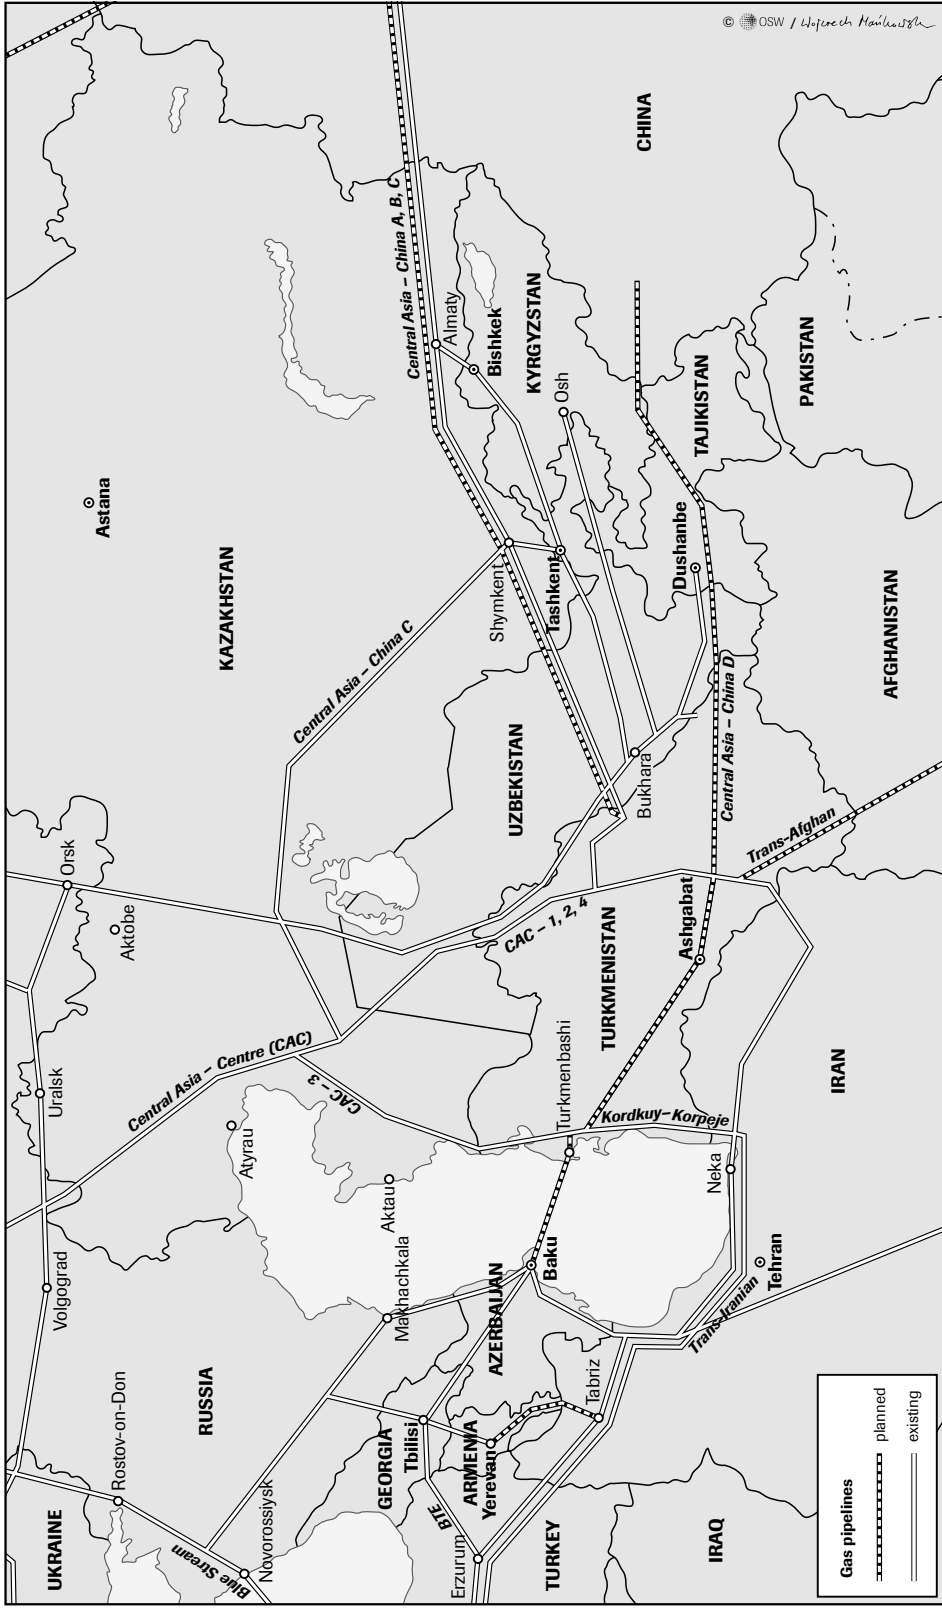 © OSW / Wojciech Mańkowski
UKRAINE
Rostov-on-Don
RUSSIA
Volgograd
Uralsk
Orsk
Aktobe
Astana
KAZAKHSTAN
Blue Stream
Novorossiysk
Atyrau
Central Asia – Centre (CAC)
CAC – 3
Central Asia – China C
Central Asia – China A, B, C
Makhachkala
Aktau
GEORGIA
Tbilisi
BTE
Erzurum
ARMENIA
Yerevan
AZERBAIJAN
Baku
Turkmenbashi
TURKMENISTAN
CAC – 1, 2, 4
UZBEKISTAN
Shymkent
Tashkent
Almaty
Bishkek
KYRGYZSTAN
Osh
CHINA
TURKEY
Tabriz
Kordkuy–Korpeje
Neka
Ashgabat
Bukhara
Dushanbe
TAJIKISTAN
Central Asia – China D
Trans-Afghan
Trans-Iranian
Tehran
IRAQ
IRAN
AFGHANISTAN
PAKISTAN
Gas pipelines
planned
existing